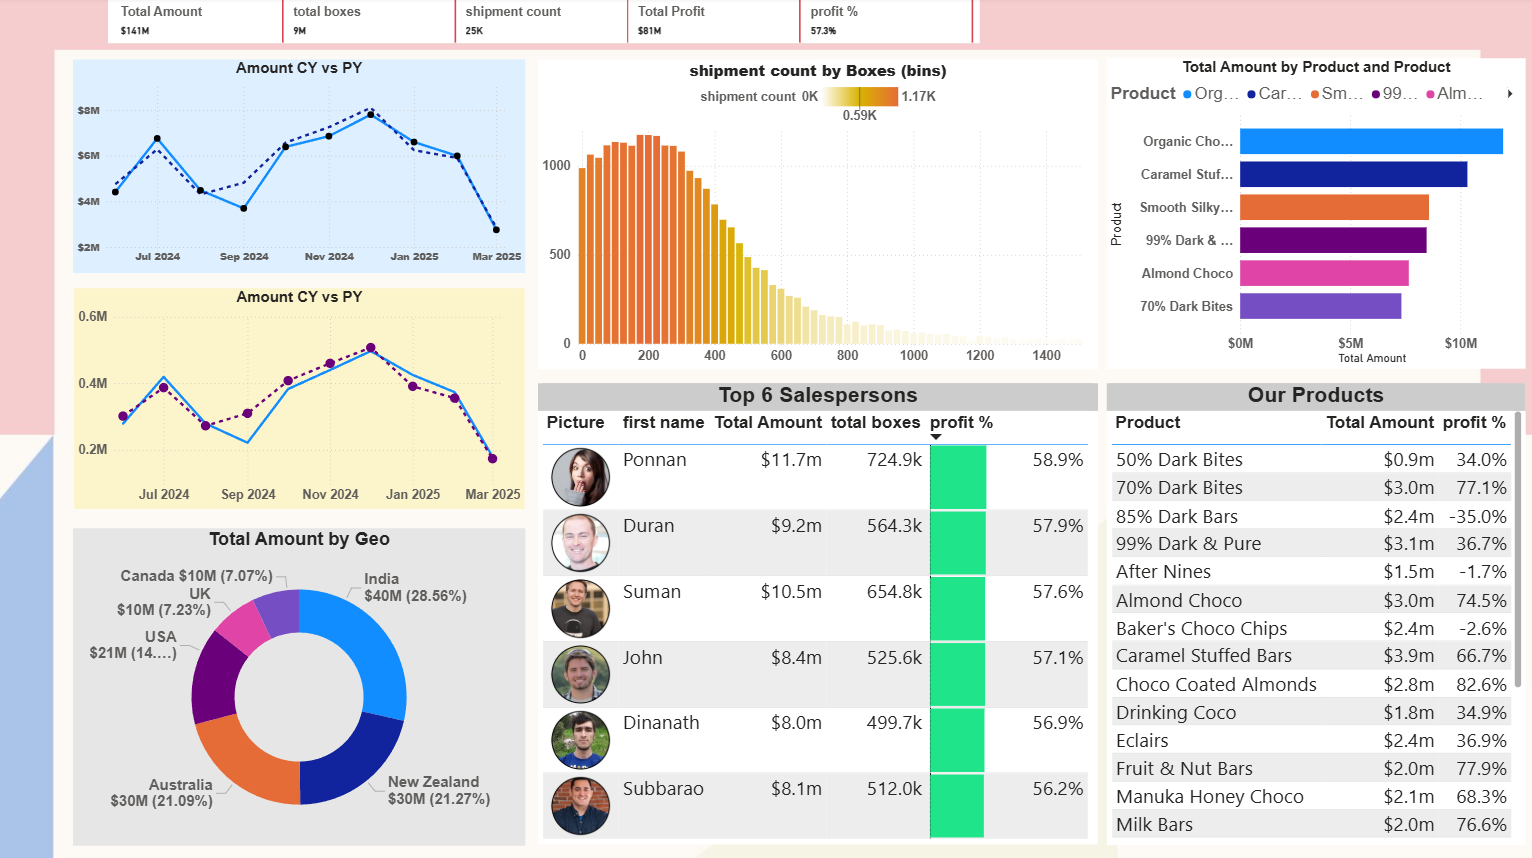 Total Amount
$141M
total boxes
9M
shipment count
25K
Total Profit
$81M
profit %
57.3%
Amount CY vs PY
$8M
$6M
$4M
$2M
Jul 2024 Sep 2024 Nov 2024 Jan 2025 Mar 2025
Amount CY vs PY
0.6M
0.4M
0.2M
Jul 2024 Sep 2024 Nov 2024 Jan 2025 Mar 2025
Total Amount by Geo
Canada $10M (7.07%)
UK
$10M (7.23%)
USA
$21M (14....)
Australia
$30M (21.09%)
India
$40M (28.56%)
New Zealand
$30M (21.27%)
shipment count by Boxes (bins)
shipment count 0K 1.17K
0.59K
1000
500
0
0 200 400 600 800 1000 1200 1400
Total Amount by Product and Product
Product Org... Car... Sm... 99... Alm...
Product
Organic Cho...
Caramel Stuf...
Smooth Silky...
99% Dark & ...
Almond Choco
70% Dark Bites
$0M $5M $10M
Total Amount
Top 6 Salespersons
Picture first name Total Amount total boxes profit %
Ponnan $11.7m 724.9k 58.9%
Duran $9.2m 564.3k 57.9%
Suman $10.5m 654.8k 57.6%
John $8.4m 525.6k 57.1%
Dinanath $8.0m 499.7k 56.9%
Subbarao $8.1m 512.0k 56.2%
Our Products
Product Total Amount profit %
50% Dark Bites $0.9m 34.0%
70% Dark Bites $3.0m 77.1%
85% Dark Bars $2.4m -35.0%
99% Dark & Pure $3.1m 36.7%
After Nines $1.5m -1.7%
Almond Choco $3.0m 74.5%
Baker's Choco Chips $2.4m -2.6%
Caramel Stuffed Bars $3.9m 66.7%
Choco Coated Almonds $2.8m 82.6%
Drinking Coco $1.8m 34.9%
Eclairs $2.4m 36.9%
Fruit & Nut Bars $2.0m 77.9%
Manuka Honey Choco $2.1m 68.3%
Milk Bars $2.0m 76.6%